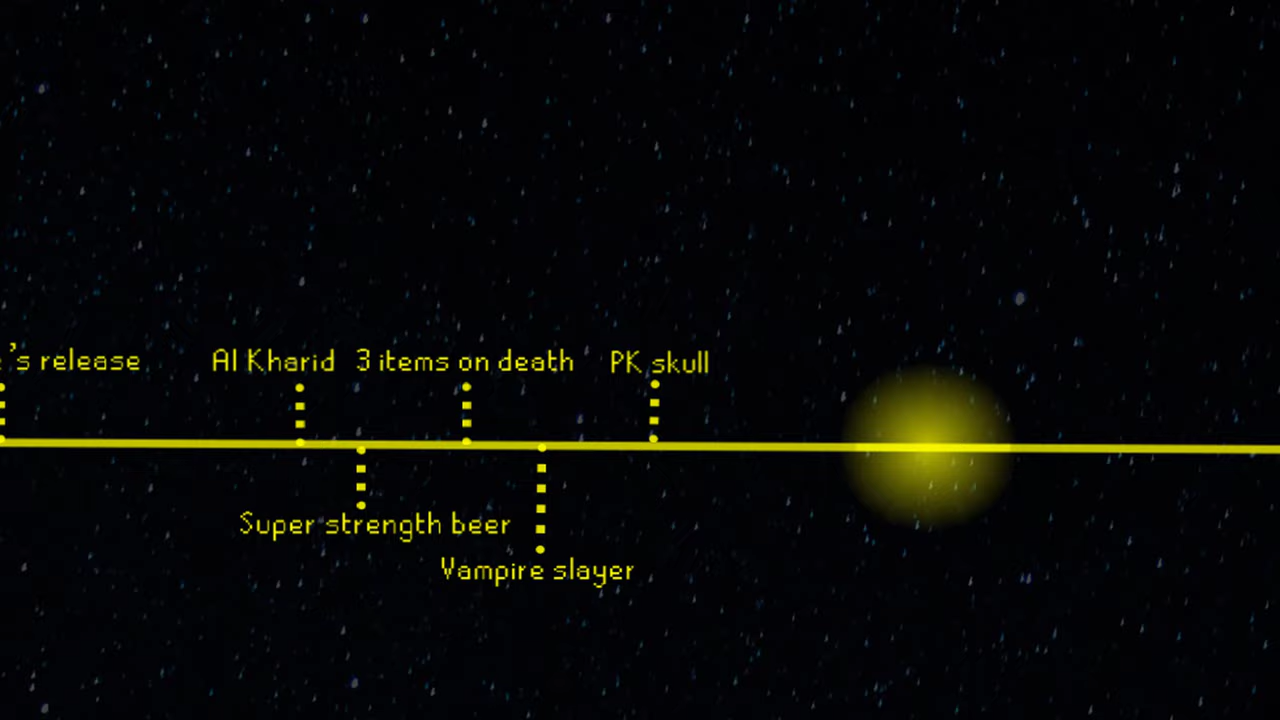 's release
Al Kharid
3 items on death
PK skull
Super strength beer
Vampire slayer